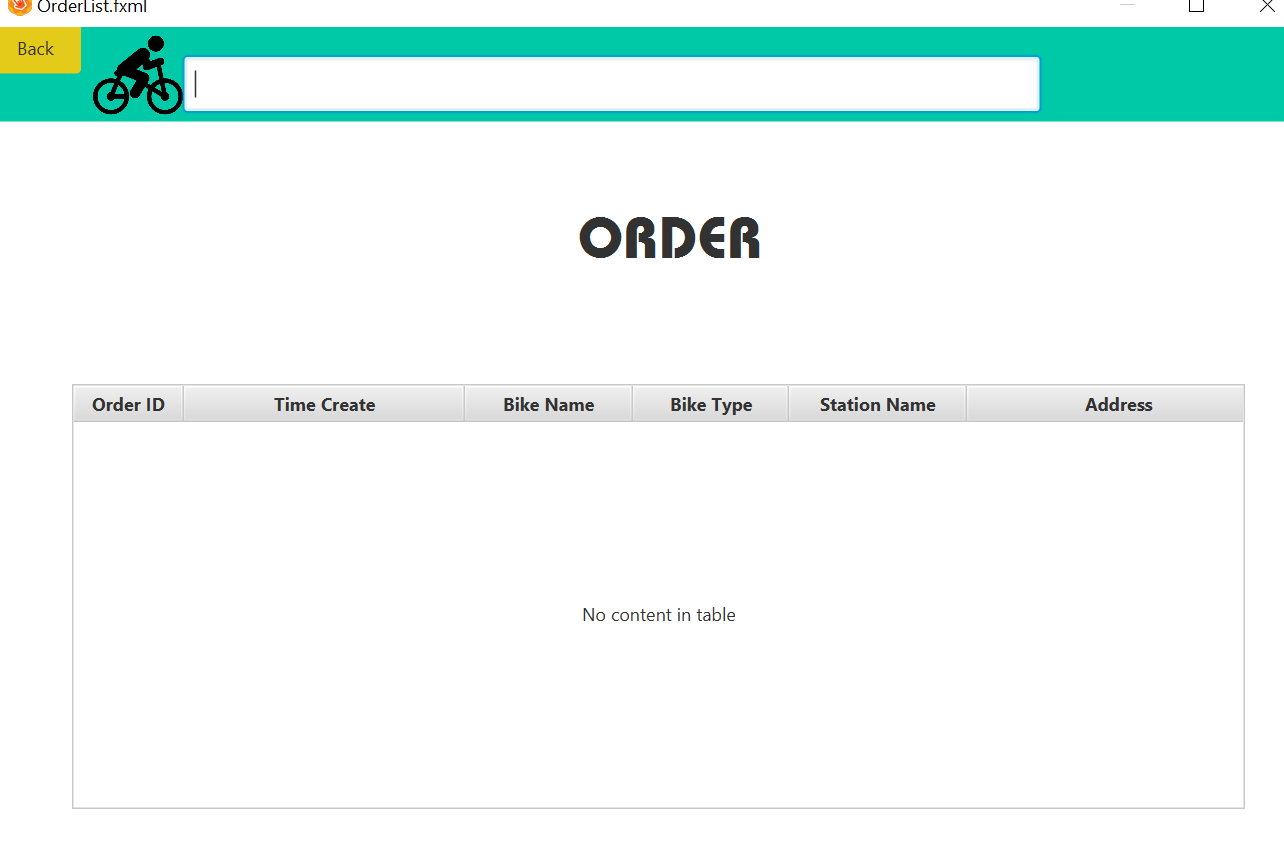 OrderList.fxml
Back
ORDER
Order ID Time Create Bike Name Bike Type Station Name Address
No content in table